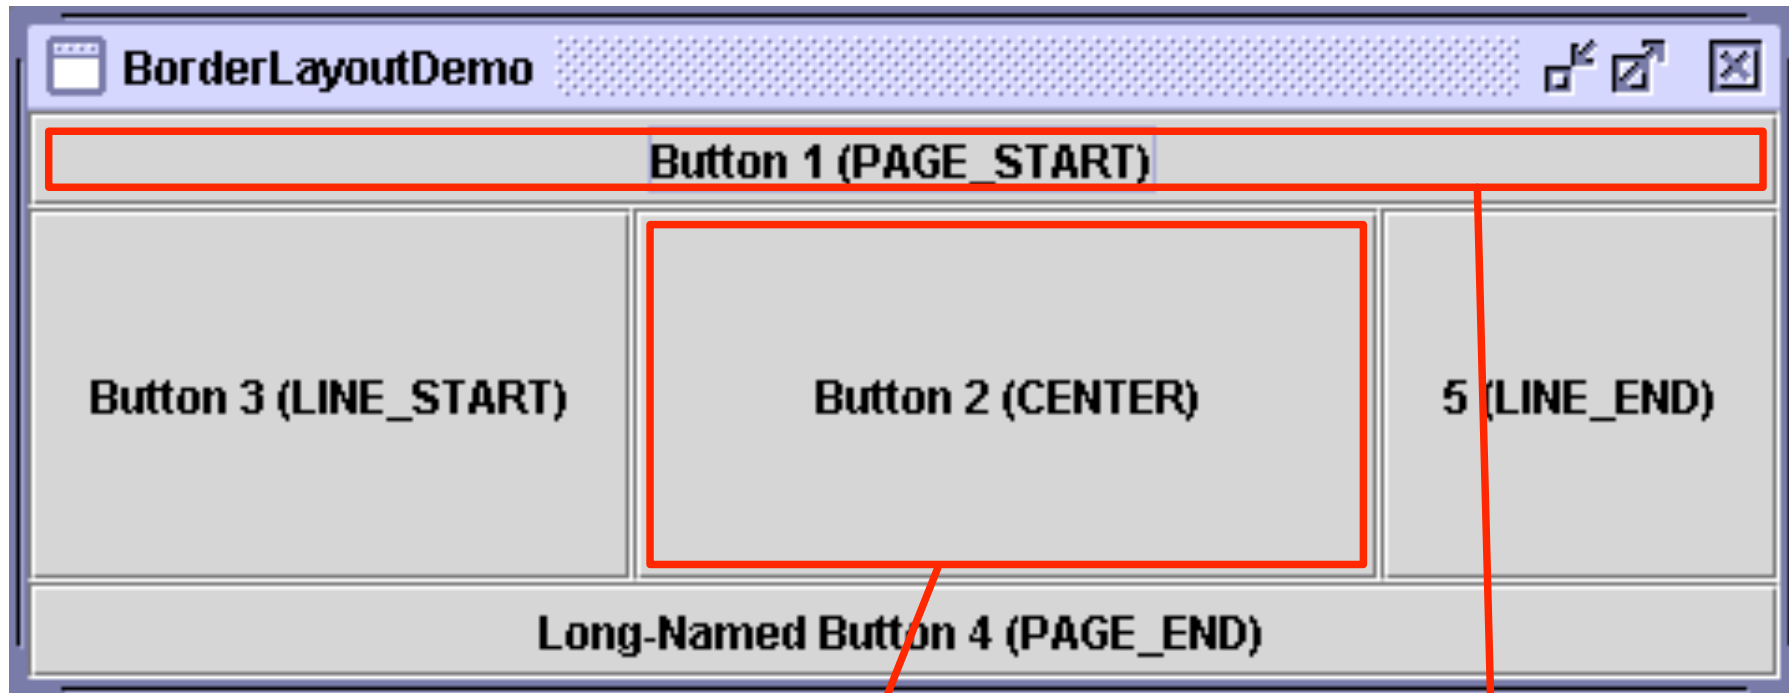 BorderLayoutDemo
Button 1 (PAGE_START)
Button 3 (LINE_START)
Button 2 (CENTER)
5 (LINE_END)
Long-Named Button 4 (PAGE_END)